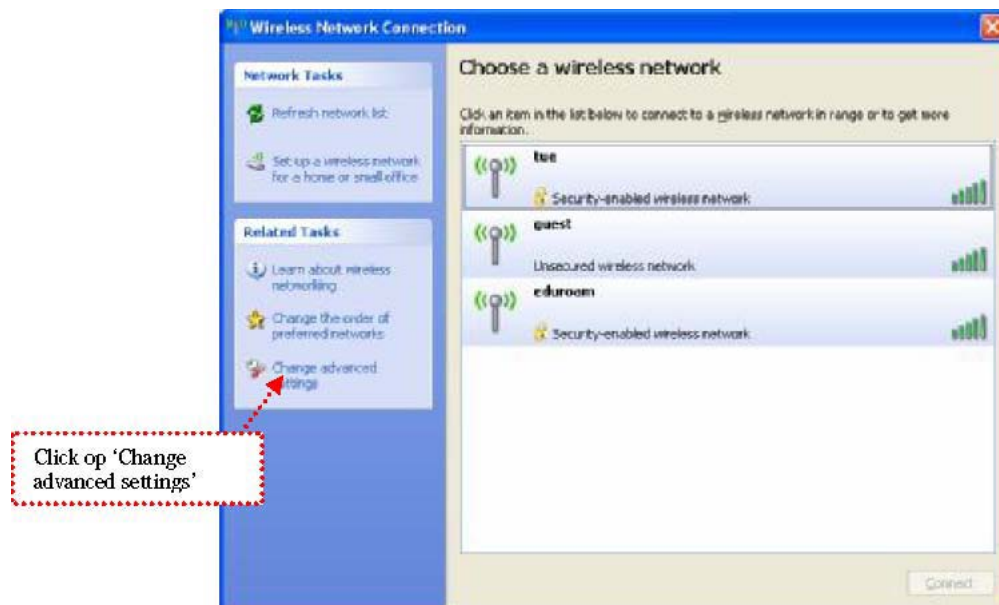 Wireless Network Connection
Network Tasks
Refresh network list
Set up a wireless network
for a home or small office
Related Tasks
Learn about wireless
networking
Change the order of
preferred networks
Change advanced
settings
Choose a wireless network
Click an item in the list below to connect to a wireless network in range or to get more
information.
tue
Security-enabled wireless network
guest
Unsecured wireless network
eduroam
Security-enabled wireless network
Connect
Click op ‘Change
advanced settings’